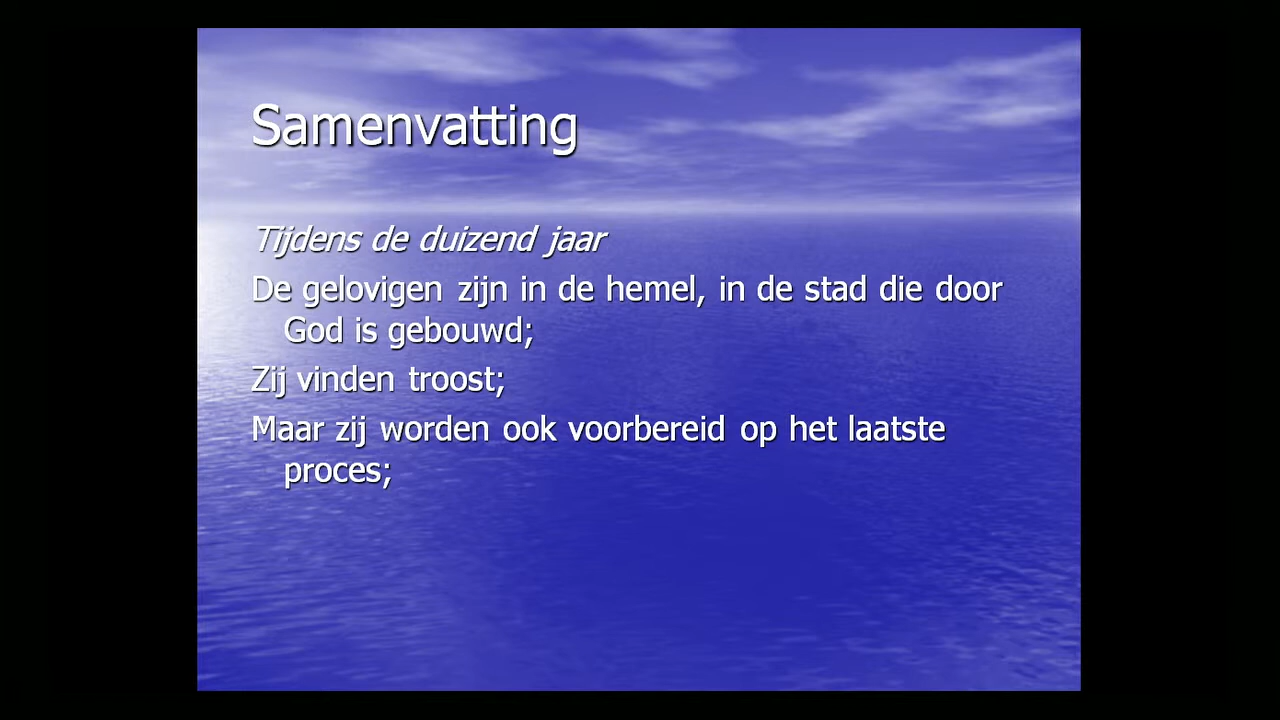 Samenvatting
Tijdens de duizend jaar
De gelovigen zijn in de hemel, in de stad die door
God is gebouwd;
Zij vinden troost;
Maar zij worden ook voorbereid op het laatste
proces;